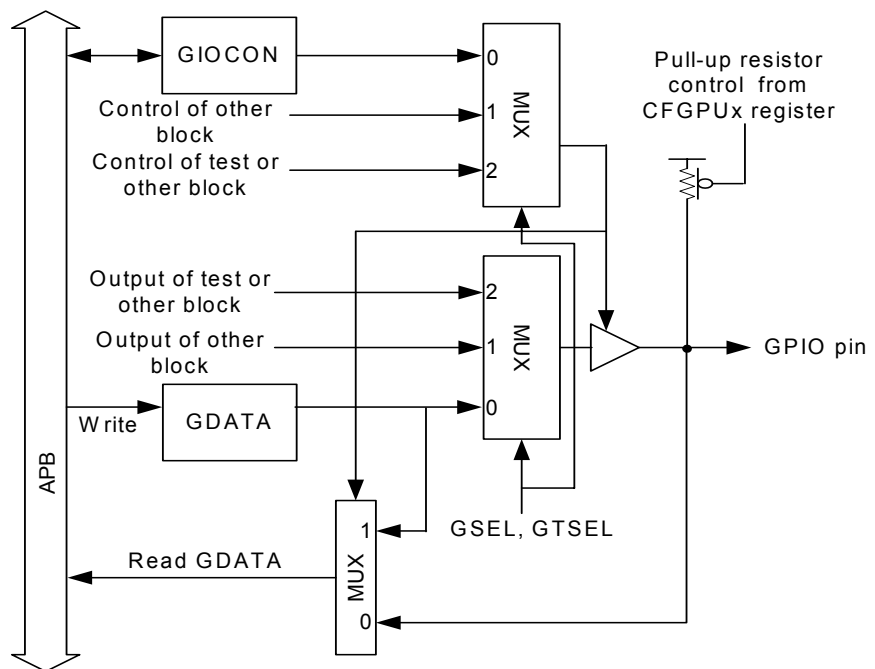 GIOCON
0
Control of other
block
1
Control of test or
other block
2
MUX
Pull-up resistor
control from
CFGPUx register
Output of test or
other block
2
Output of other
block
1
MUX
GPIO pin
Write
GDATA
0
APB
GSEL, GTSEL
1
Read GDATA
MUX
0